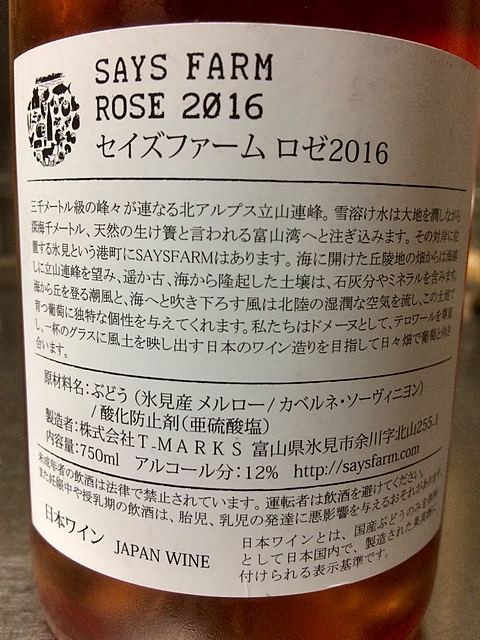 SAYS FARM
ROSE 2016
セイズファーム ロゼ2016
三千メートル級の峰々が連なる北アルプス立山連峰。雪溶け水は大地を潤しながら
深海千メートル、天然の生け簀と言われる富山湾へと注ぎ込みます。その対岸に位
置する氷見という港町にSAYSFARMはあります。海に開けた丘陵地の畑からは海越
しに立山連峰を望み、遥か古、海から隆起した土壌は、石灰分やミネラルを含みます。
海から丘を登る潮風と、海へと吹き下ろす風は北陸の湿潤な空気を流し、この土地で
育つ葡萄に独特な個性を与えてくれます。私たちはドメーヌとして、テロワールを尊重
し、一杯のグラスに風土を映し出す日本のワイン造りを目指して日々畑で葡萄と向き
合います。
原材料名：ぶどう（氷見産 メルロー/カベルネ・ソーヴィニヨン）
/酸化防止剤（亜硫酸塩）
製造者：株式会社T-MARKS 富山県氷見市余川字北山255.1
内容量：750ml アルコール分：12% http://saysfarm.com
未成年者の飲酒は法律で禁止されています。運転者は飲酒を避けてください。
また妊娠中や授乳期の飲酒は、胎児、乳児の発達に悪影響を与えるおそれがあります。
日本ワイン JAPAN WINE
日本ワインとは、国産ぶどうのみを原料
として日本国内で、製造された果実酒に
付けられる表示基準です。